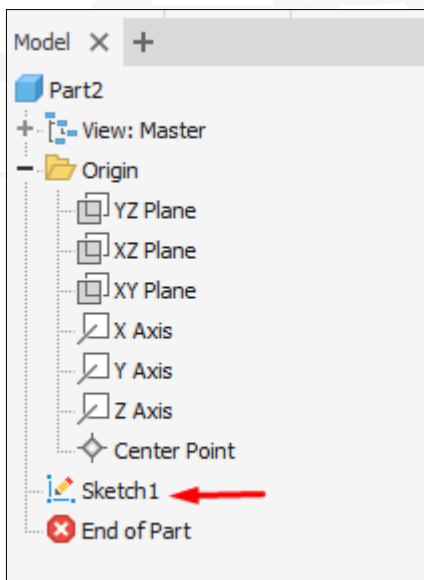 Model
Part2
View: Master
Origin
YZ Plane
XZ Plane
XY Plane
X Axis
Y Axis
Z Axis
Center Point
Sketch1
End of Part